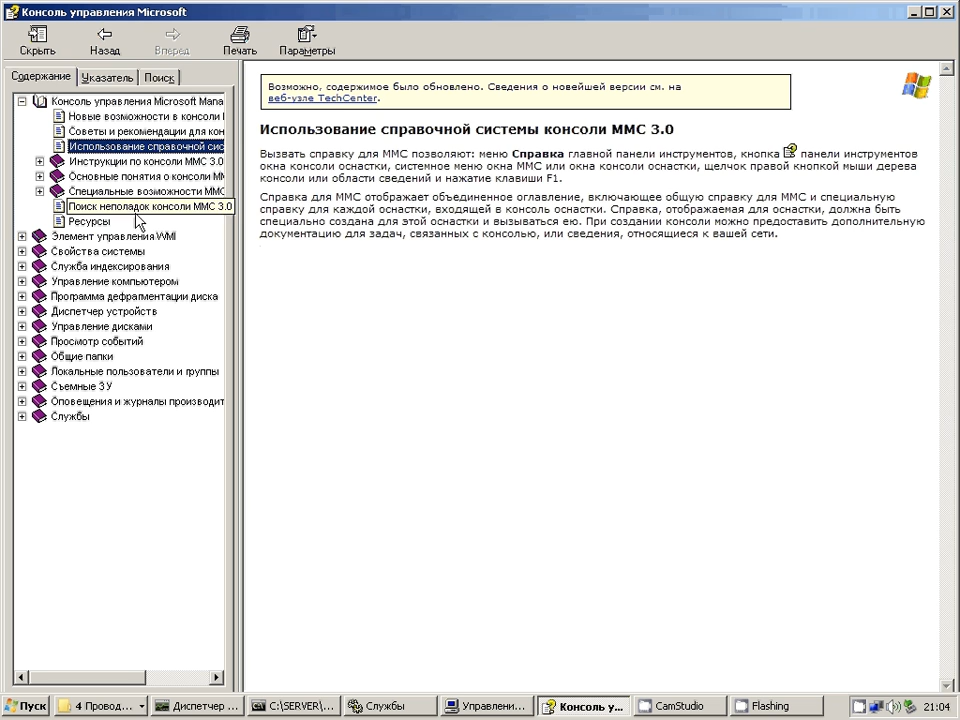 Консоль управления Microsoft
Скрыть Назад Вперед Печать Параметры
Содержание Указатель Поиск
Консоль управления Microsoft Mana
Новые возможности в консоли
Советы и рекомендации для кон
Использование справочной сис
Инструкции по консоли MMC 3.0
Основные понятия о консоли M
Специальные возможности MMC
Поиск неполадок консоли MMC 3.0
Ресурсы
Элемент управления WMI
Свойства системы
Служба индексирования
Управление компьютером
Программа дефрагментации диска
Диспетчер устройств
Управление дисками
Просмотр событий
Общие папки
Локальные пользователи и группы
Съемные ЗУ
Оповещения и журналы производит
Службы
Возможно, содержимое было обновлено. Сведения о новейшей версии см. на
веб-узле TechCenter.
Использование справочной системы консоли MMC 3.0
Вызвать справку для MMC позволяют: меню Справка главной панели инструментов, кнопка панели инструментов
окна консоли оснастки, системное меню окна MMC или окна консоли оснастки, щелчок правой кнопкой мыши дерева
консоли или области сведений и нажатие клавиши F1.
Справка для MMC отображает объединенное оглавление, включающее общую справку для MMC и специальную
справку для каждой оснастки, входящей в консоль оснастки. Справка, отображаемая для оснастки, должна быть
специально создана для этой оснастки и вызываться ею. При создании консоли можно предоставить дополнительную
документацию для задач, связанных с консолью, или сведения, относящиеся к вашей сети.
Пуск 4 Провод... Диспетчер ... C:\SERVER\... Службы Управлени... Консоль у... CamStudio Flashing 21:04